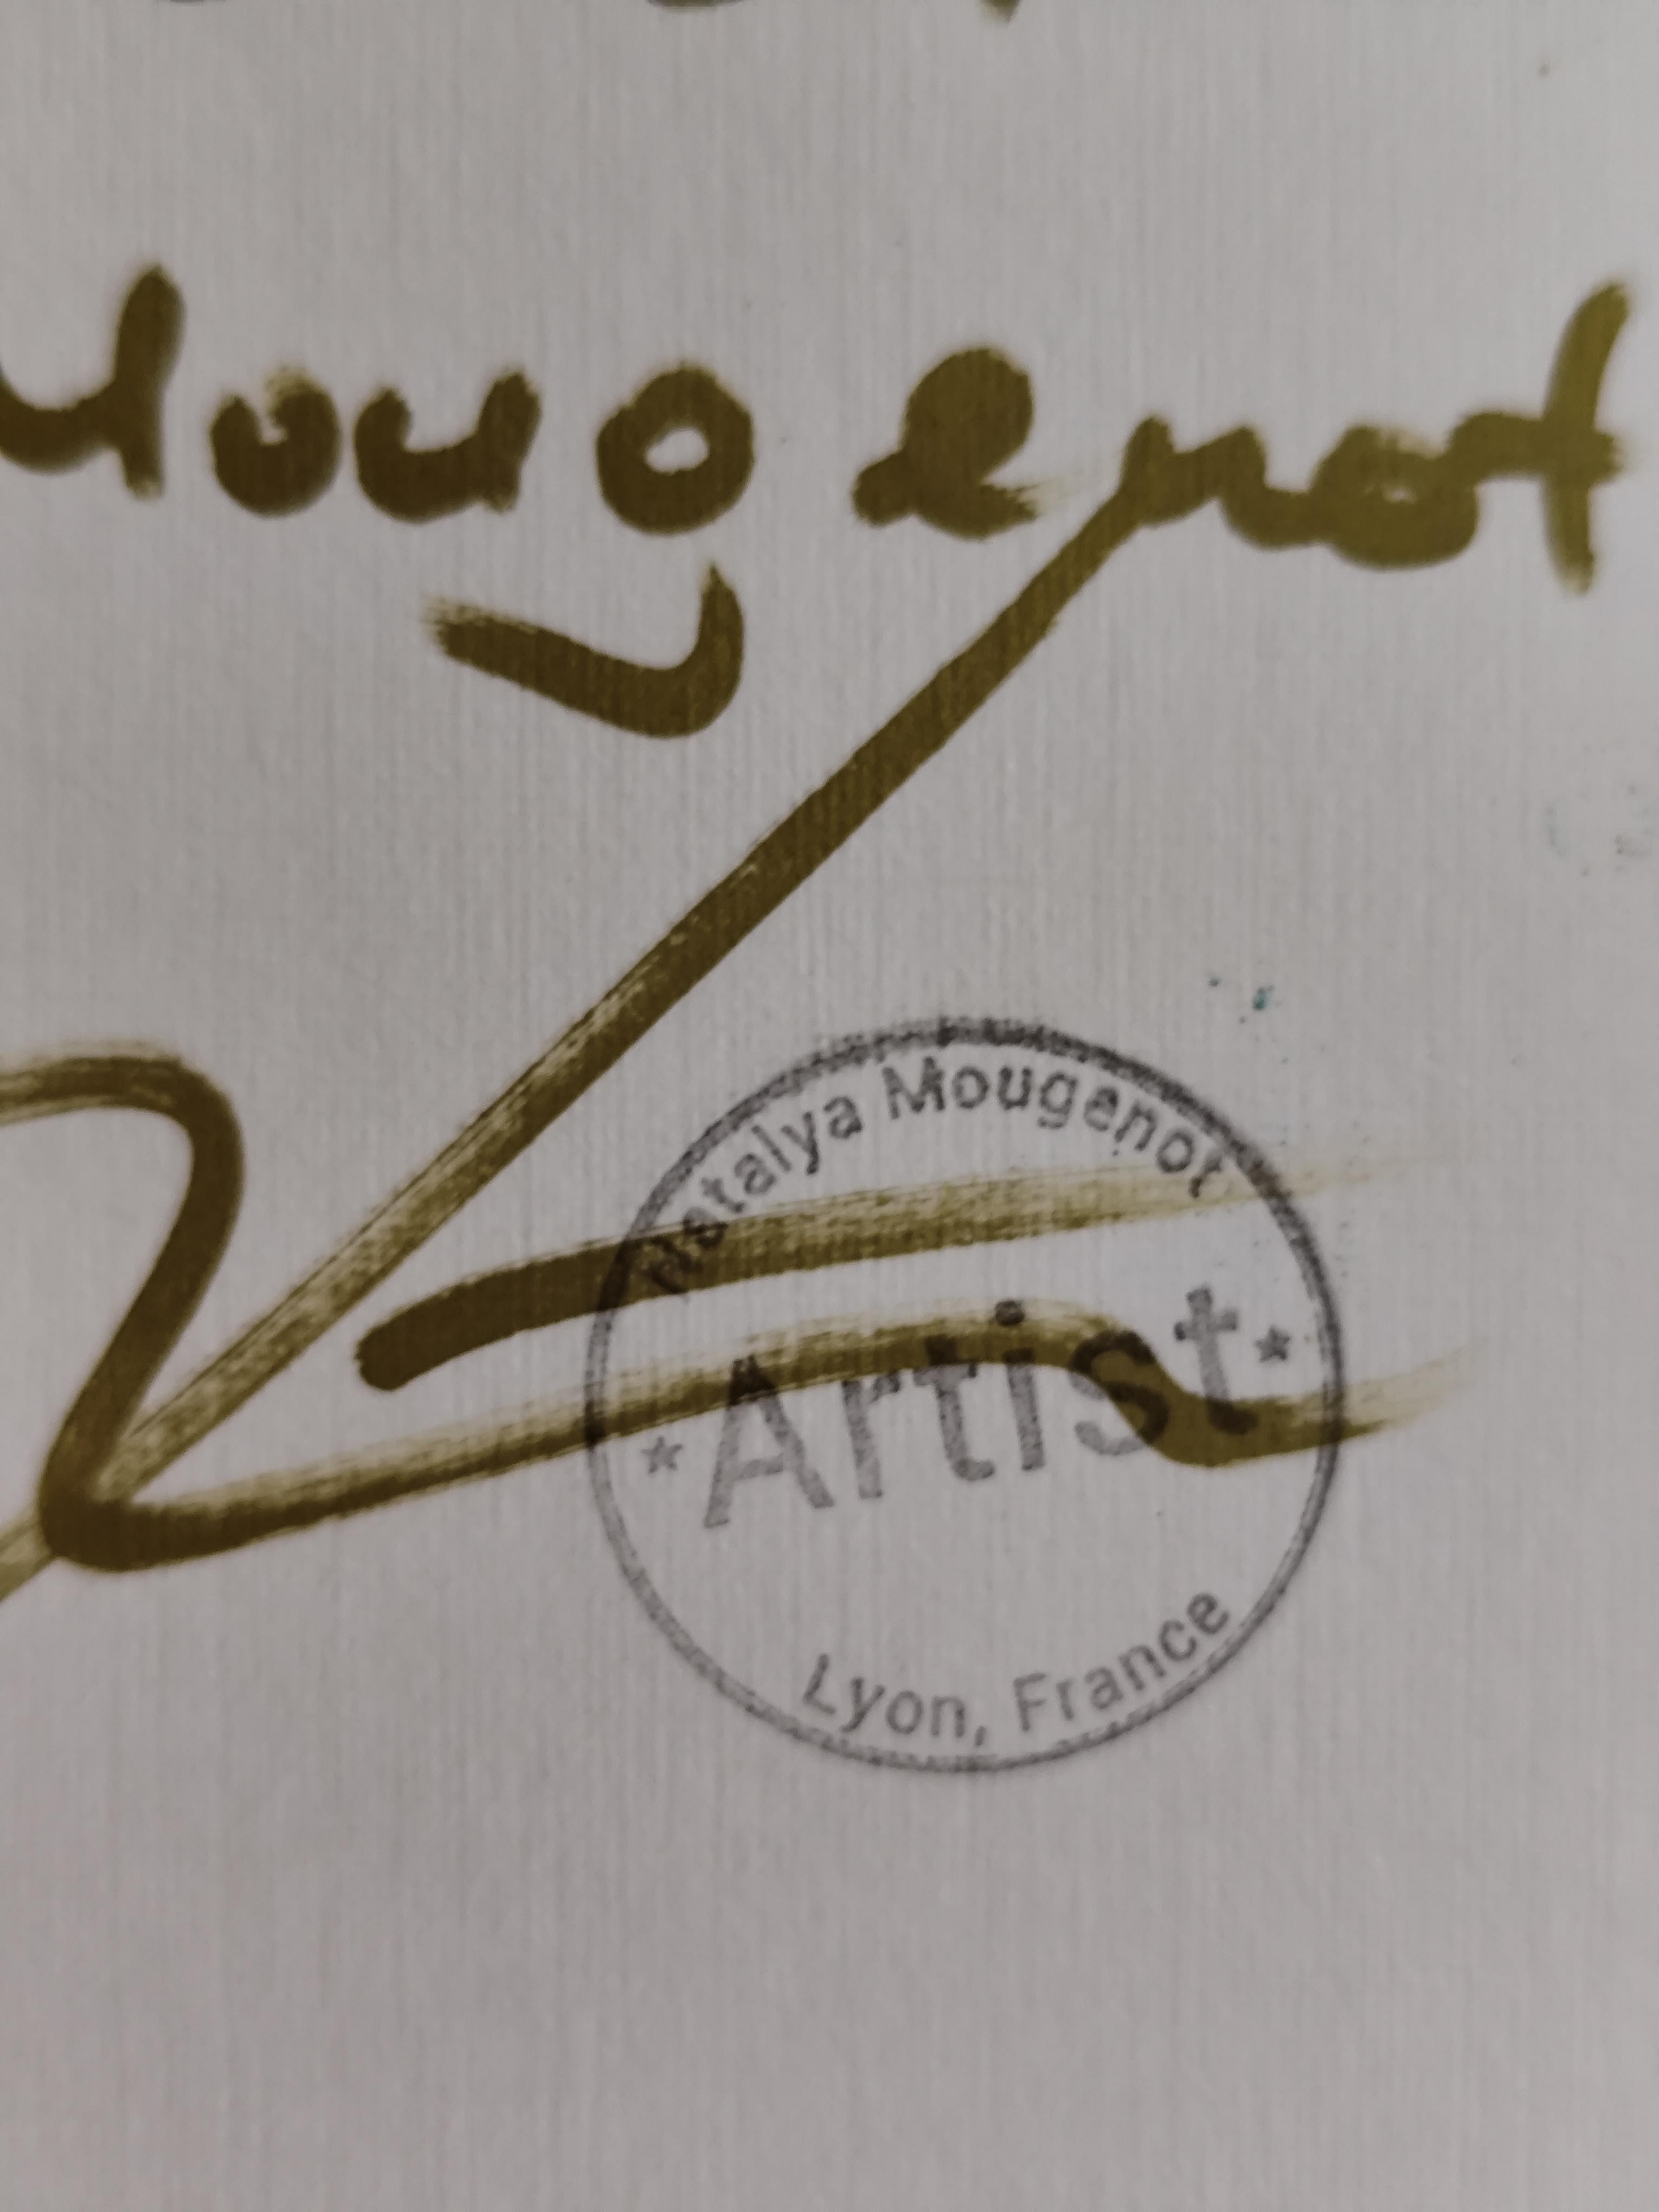 Mougenot
Natalya Mougenot
Artist
Lyon, France